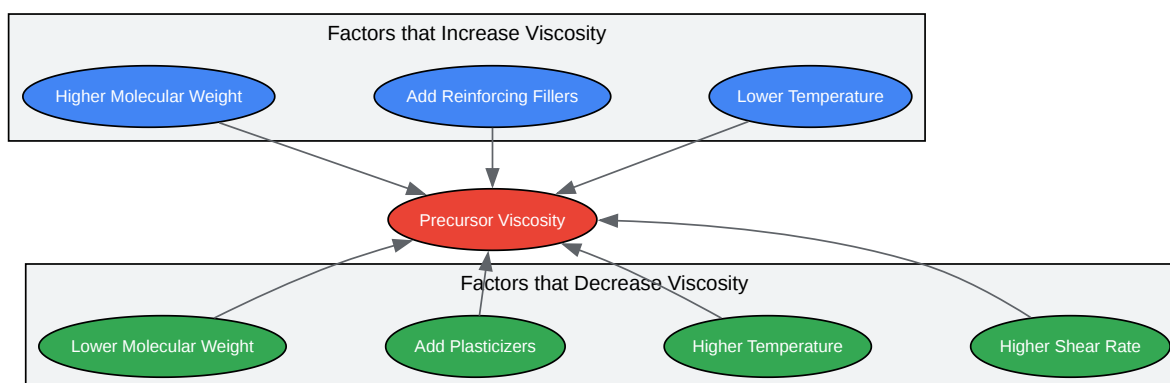 Factors that Increase Viscosity
Higher Molecular Weight
Add Reinforcing Fillers
Lower Temperature
Precursor Viscosity
Factors that Decrease Viscosity
Lower Molecular Weight
Add Plasticizers
Higher Temperature
Higher Shear Rate